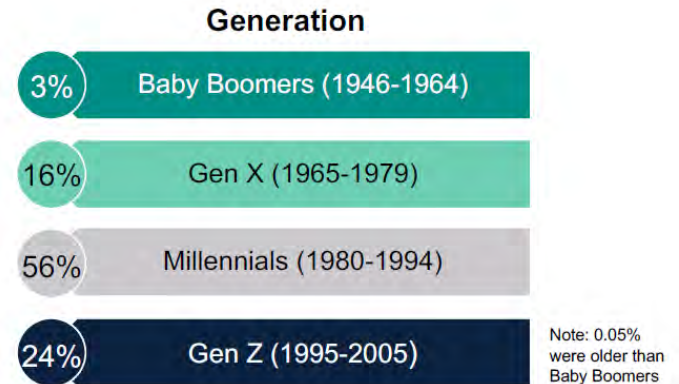 Generation
3% Baby Boomers (1946-1964)
16% Gen X (1965-1979)
56% Millennials (1980-1994)
24% Gen Z (1995-2005)
Note: 0.05%
were older than
Baby Boomers